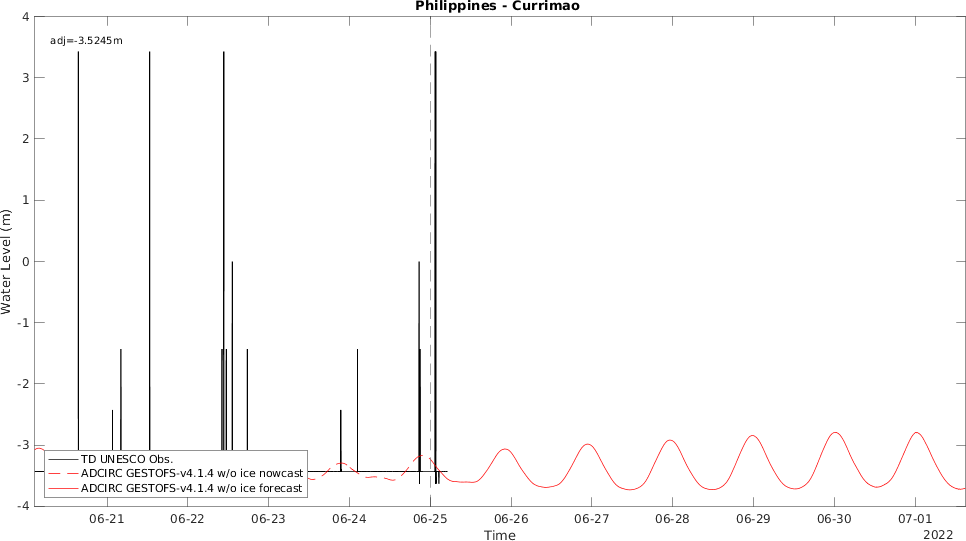 Philippines - Currimao
adj=-3.5245m
Water Level (m)
4
3
2
1
0
-1
-2
-3
-4
TD UNESCO Obs.
ADCIRC GESTOFS-v4.1.4 w/o ice nowcast
ADCIRC GESTOFS-v4.1.4 w/o ice forecast
06-21 06-22 06-23 06-24 06-25 06-26 06-27 06-28 06-29 06-30 07-01
Time
2022